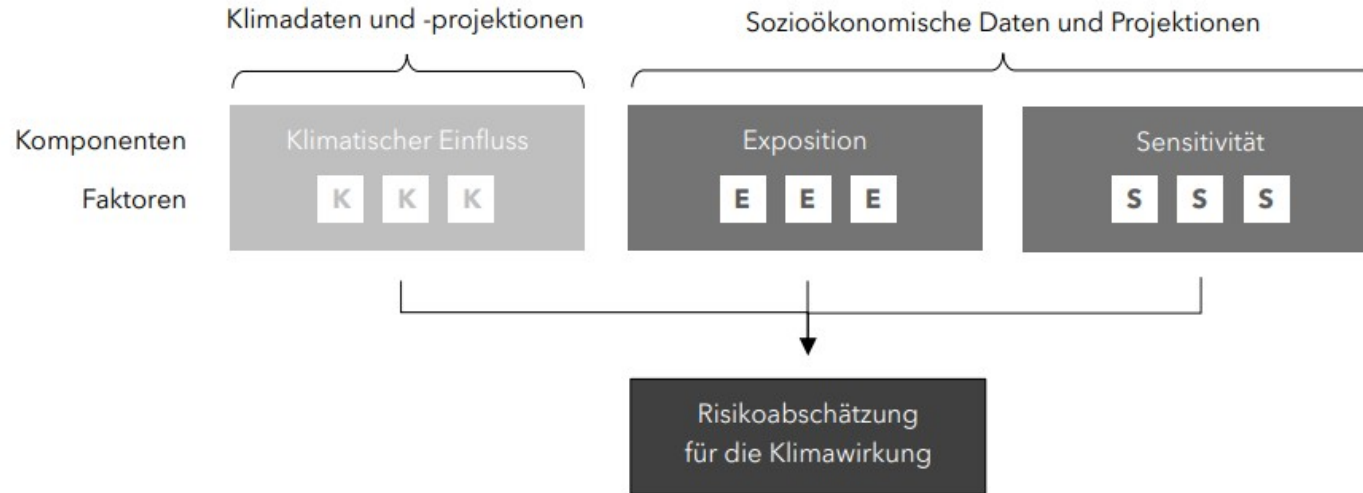 Klimadaten und -projektionen
Sozioökonomische Daten und Projektionen
Komponenten
Klimatischer Einfluss
Exposition
Sensitivität
Faktoren
K K K
E E E
S S S
Risikoabschätzung
für die Klimawirkung